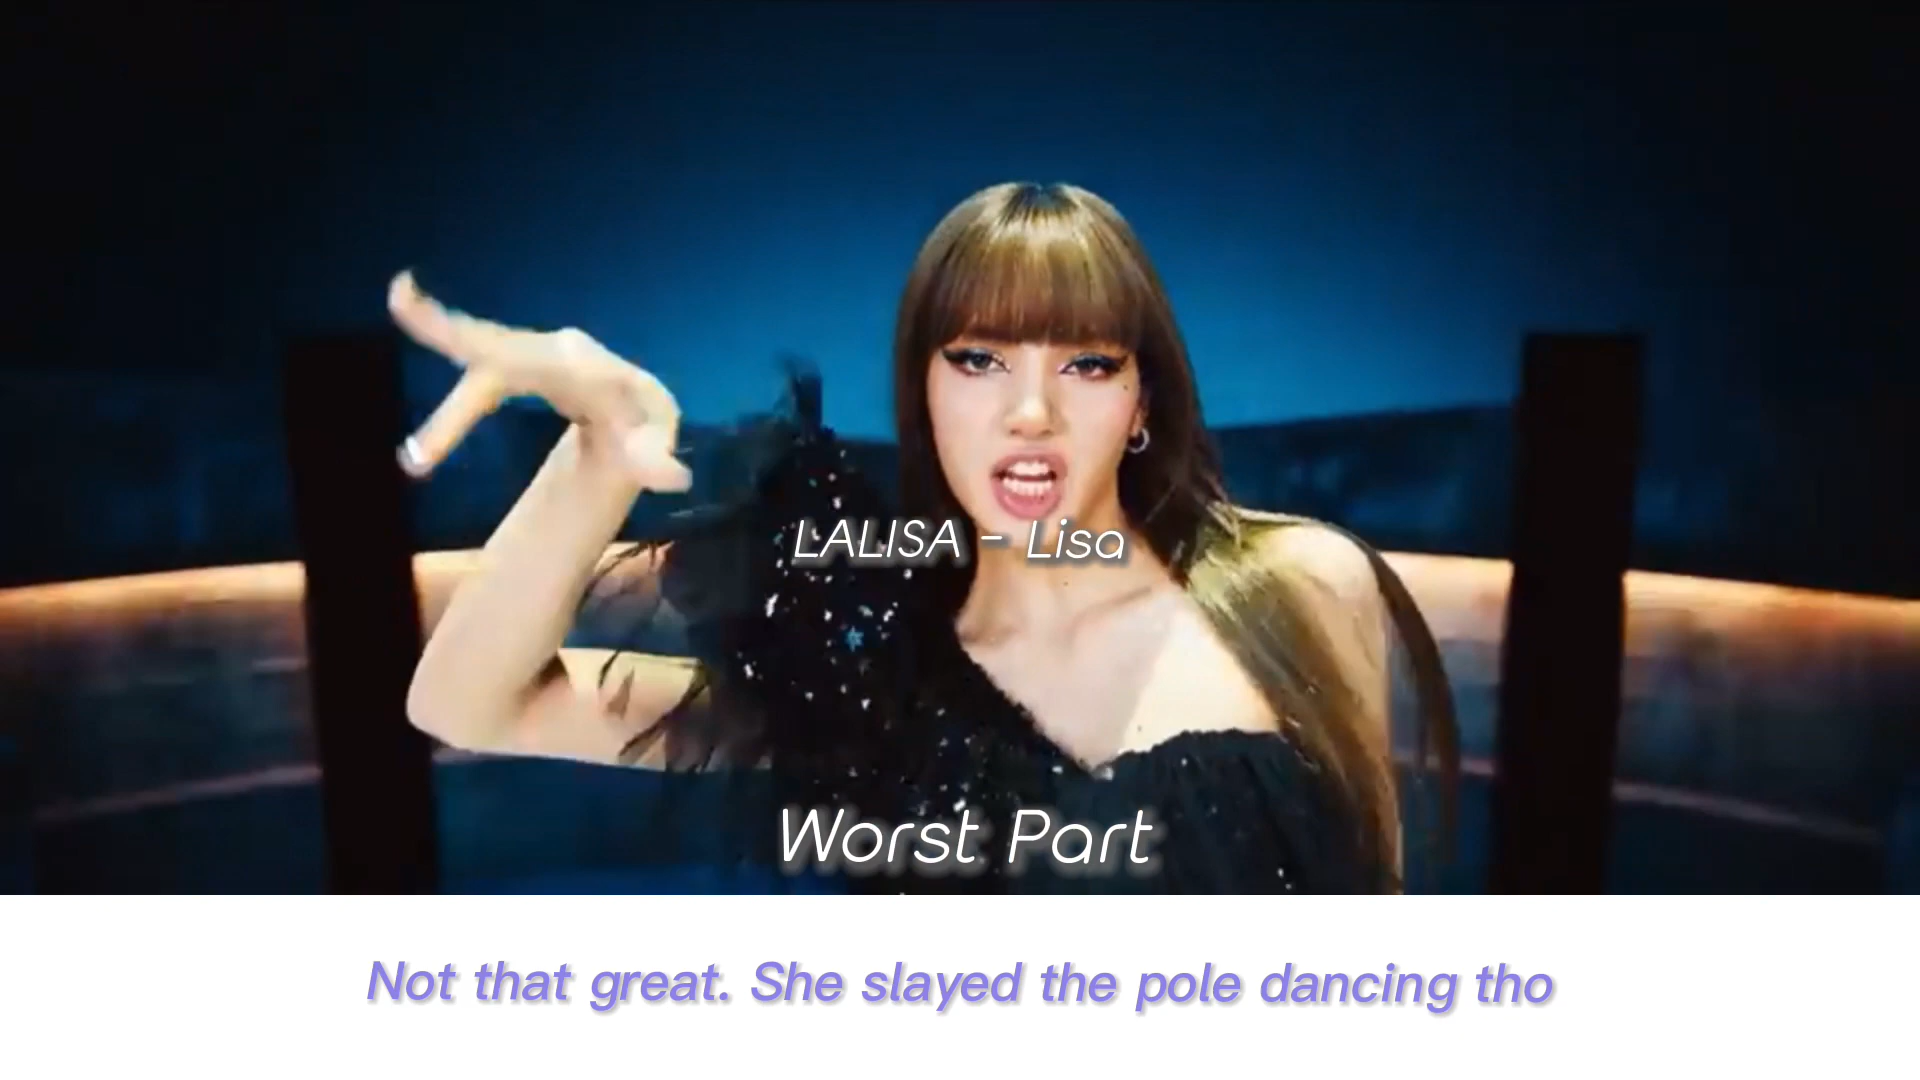 LALISA - Lisa
Worst Part
Not that great. She slayed the pole dancing tho